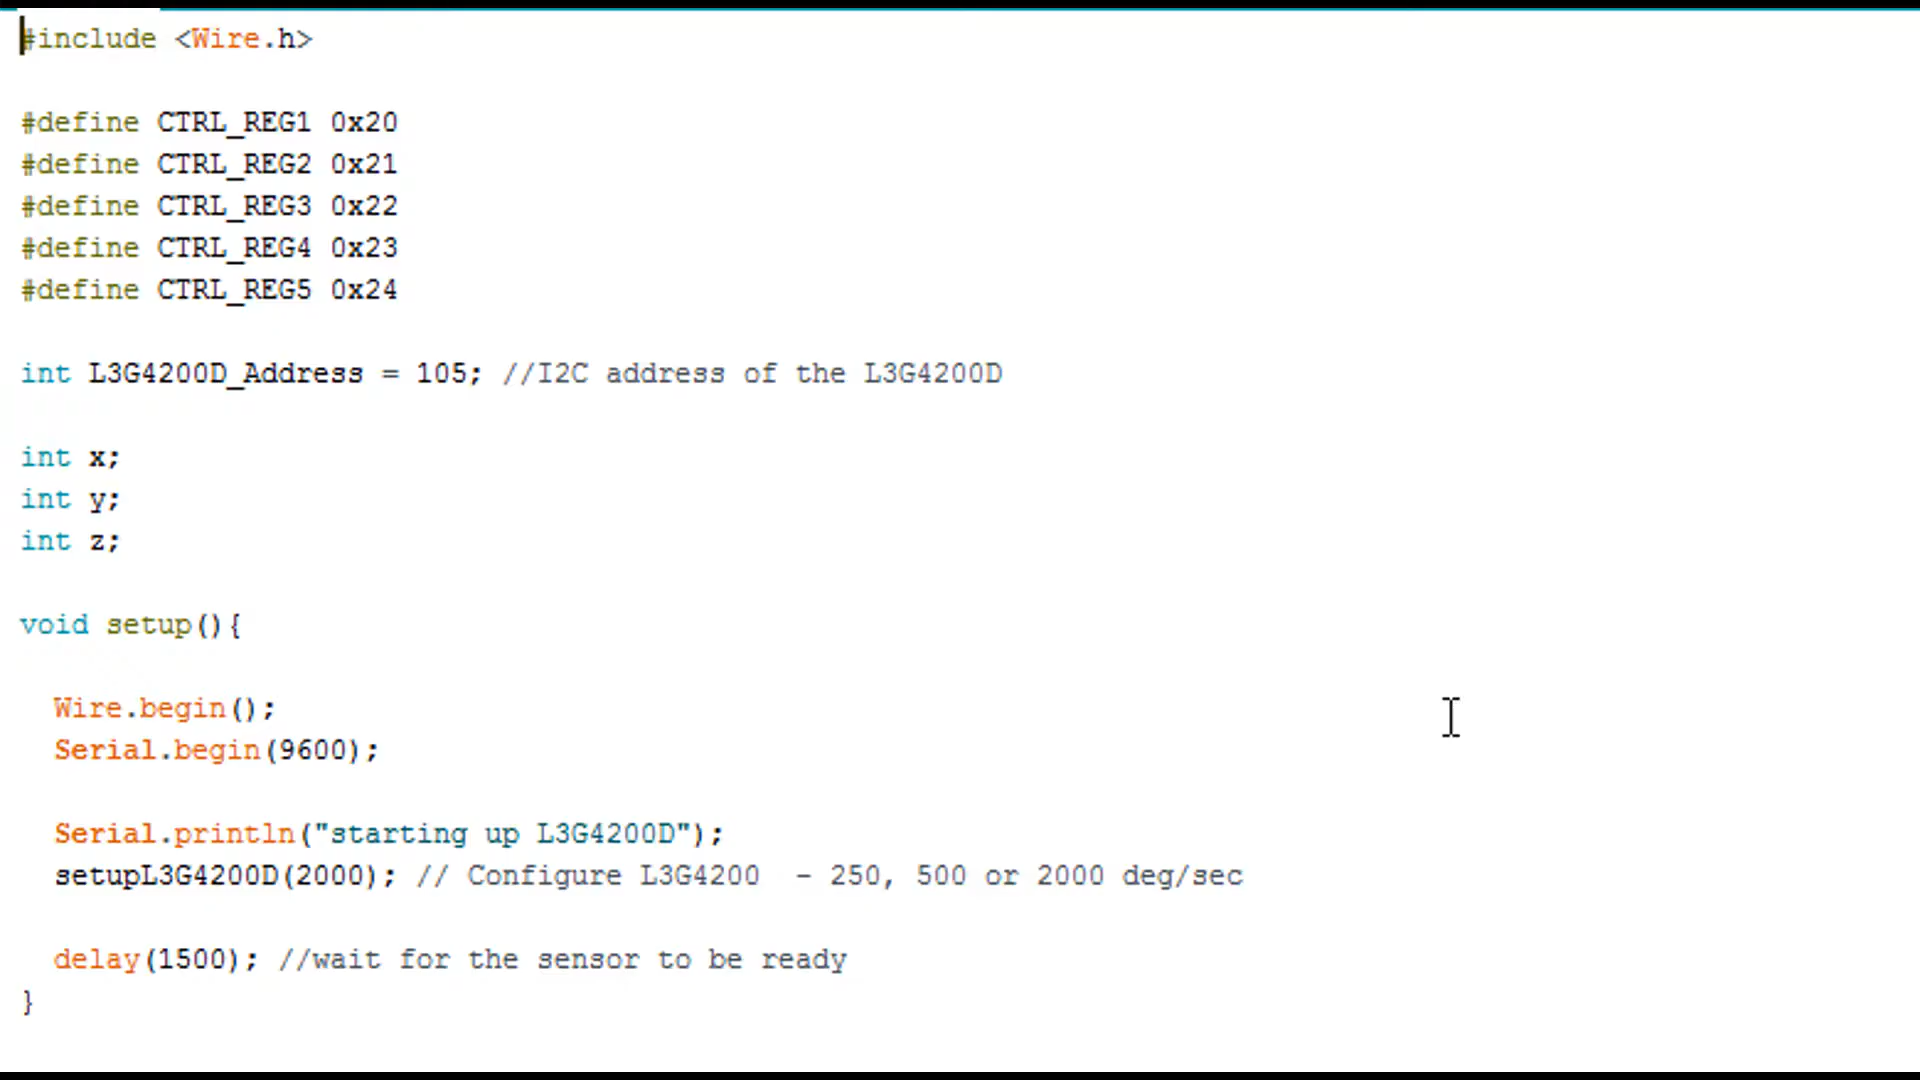 #include <Wire.h>
#define CTRL_REG1 0x20
#define CTRL_REG2 0x21
#define CTRL_REG3 0x22
#define CTRL_REG4 0x23
#define CTRL_REG5 0x24
int L3G4200D_Address = 105; //I2C address of the L3G4200D
int x;
int y;
int z;
void setup(){
  Wire.begin();
  Serial.begin(9600);
  Serial.println("starting up L3G4200D");
  setupL3G4200D(2000); // Configure L3G4200  - 250, 500 or 2000 deg/sec
  delay(1500); //wait for the sensor to be ready
}